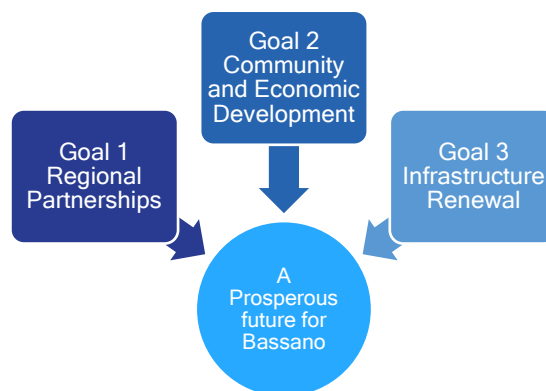 Goal 1
Regional
Partnerships
Goal 2
Community
and Economic
Development
Goal 3
Infrastructure
Renewal
A
Prosperous
future for
Bassano